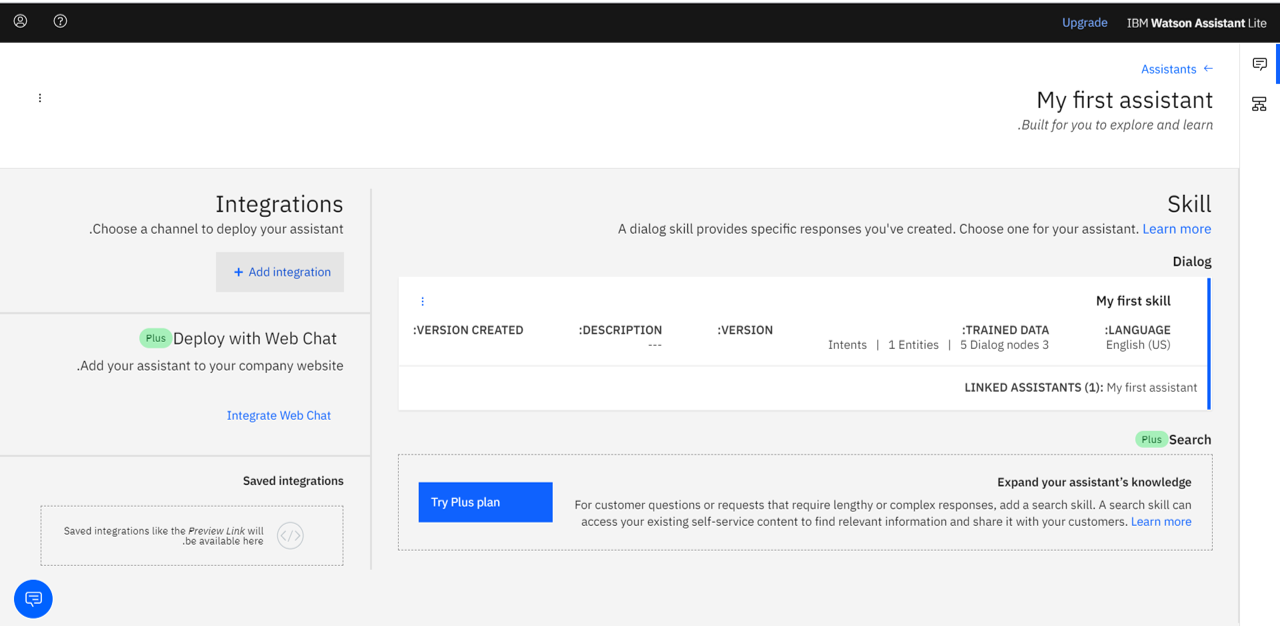 Upgrade IBM Watson Assistant Lite
Assistants ←
My first assistant
.Built for you to explore and learn
Skill
A dialog skill provides specific responses you've created. Choose one for your assistant. Learn more
Dialog
My first skill
:LANGUAGE
English (US)
:TRAINED DATA
Intents | 1 Entities | 5 Dialog nodes 3
:VERSION
:DESCRIPTION
---
:VERSION CREATED
LINKED ASSISTANTS (1): My first assistant
Plus Search
Expand your assistant's knowledge
For customer questions or requests that require lengthy or complex responses, add a search skill. A search skill can
access your existing self-service content to find relevant information and share it with your customers. Learn more
Try Plus plan
Integrations
.Choose a channel to deploy your assistant
+ Add integration
Plus Deploy with Web Chat
.Add your assistant to your company website
Integrate Web Chat
Saved integrations
Saved integrations like the Preview Link will
.be available here